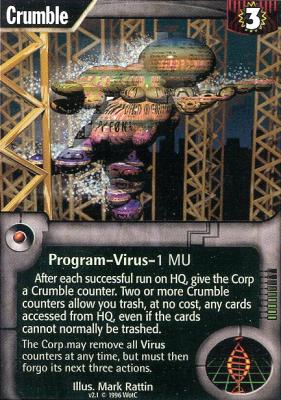 Crumble
3
Program-Virus-1 MU
After each successful run on HQ, give the Corp
a Crumble counter. Two or more Crumble
counters allow you to trash, at no cost, any cards
accessed from HQ, even if the cards
cannot normally be trashed.
The Corp may remove all Virus
counters at any time, but must then
forgo its next three actions.
Illus. Mark Rattin
v2.1 © 1996 WotC